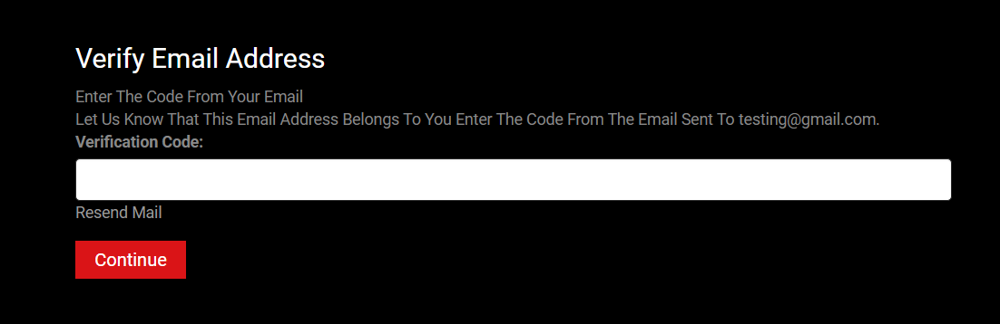 Verify Email Address
Enter The Code From Your Email
Let Us Know That This Email Address Belongs To You Enter The Code From The Email Sent To testing@gmail.com.
Verification Code:
Resend Mail
Continue